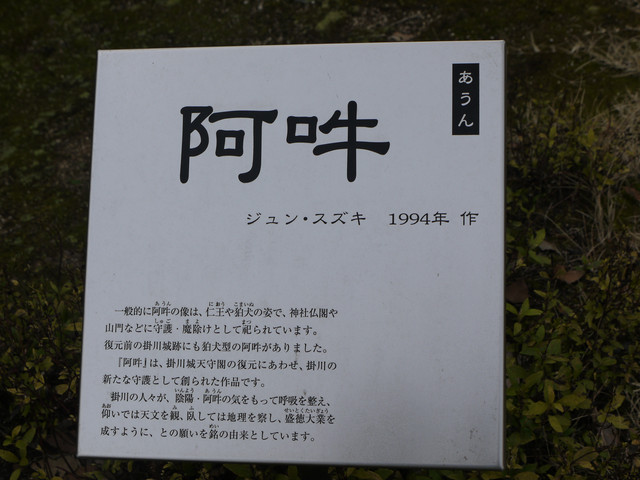 あうん
阿吽
ジュン・スズキ　1994年 作
一般的に阿吽の像は、仁王や狛犬の姿で、神社仏閣や
山門などに守護・魔除けとして祀られています。
復元前の掛川城跡にも狛犬型の阿吽がありました。
『阿吽』は、掛川城天守閣の復元にあわせ、掛川の
新たな守護として創られた作品です。
掛川の人々が、陰陽・阿吽の気をもって呼吸を整え、
仰いでは天文を観、臥しては地理を察し、盛徳大業を
成すように、との願いを銘の由来としています。